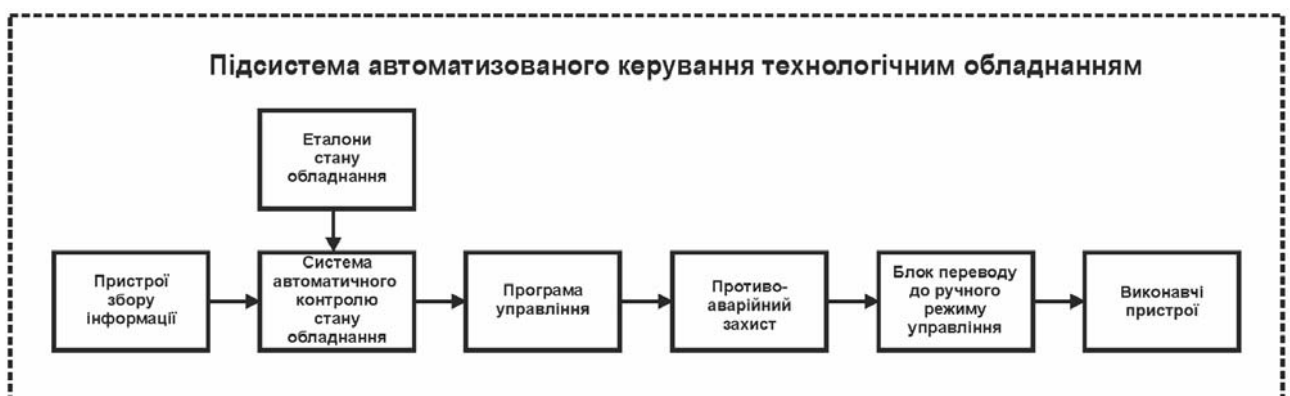 Підсистема автоматизованого керування технологічним обладнанням
Еталони
стану
обладнання
Пристрої
збору
інформації
Система
автоматичного
контролю
стану
обладнання
Програма
управління
Противо-
аварійний
захист
Блок переводу
до ручного
режиму
управління
Виконавчі
пристрої